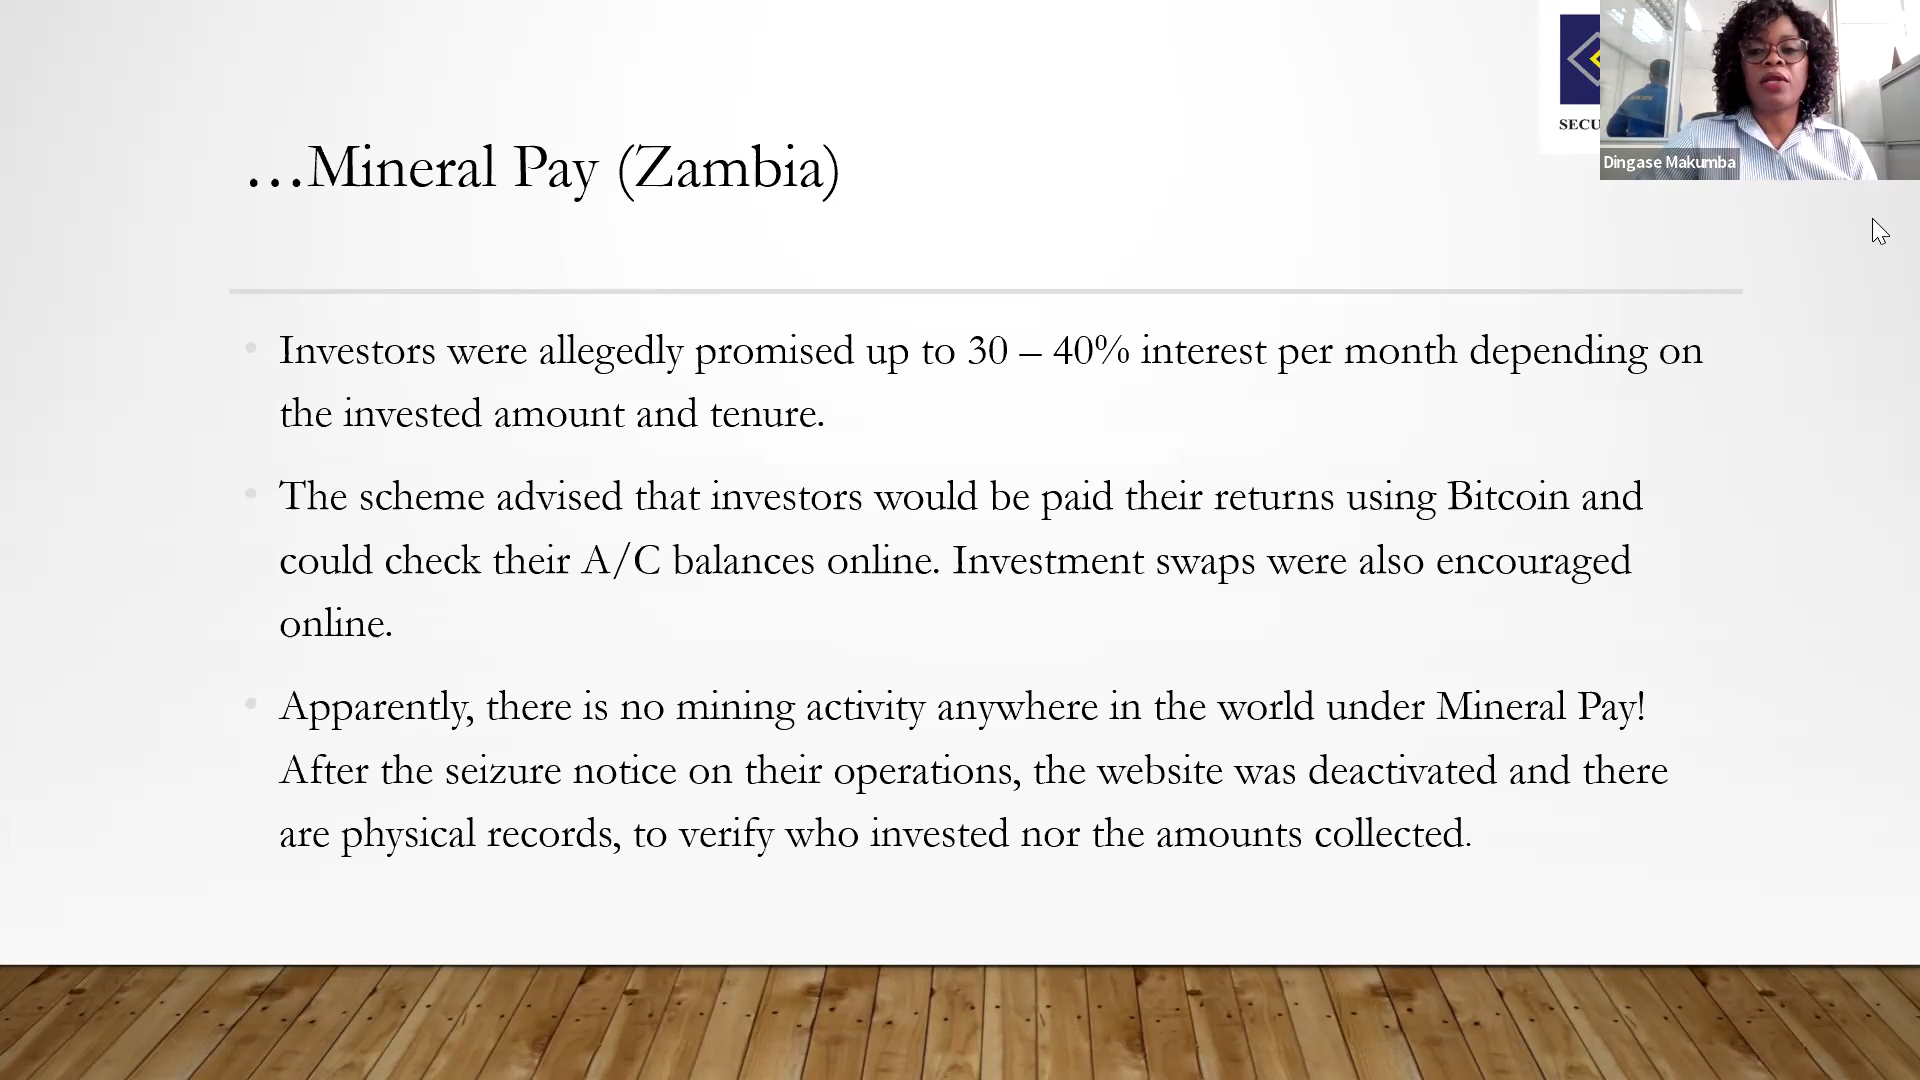 SECU
Dingase Makumba
...Mineral Pay (Zambia)
• Investors were allegedly promised up to 30 – 40% interest per month depending on
the invested amount and tenure.
• The scheme advised that investors would be paid their returns using Bitcoin and
could check their A/C balances online. Investment swaps were also encouraged
online.
• Apparently, there is no mining activity anywhere in the world under Mineral Pay!
After the seizure notice on their operations, the website was deactivated and there
are physical records, to verify who invested nor the amounts collected.